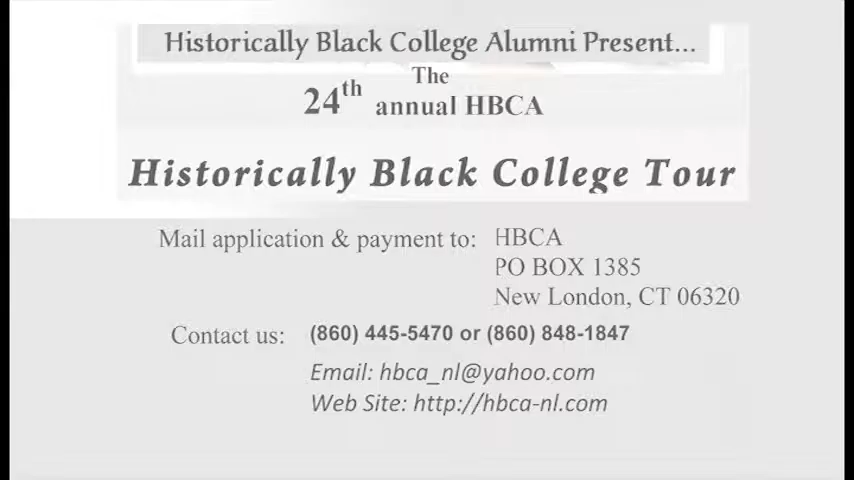 Historically Black College Alumni Present...
The
24th annual HBCA
Historically Black College Tour
Mail application & payment to: HBCA
PO BOX 1385
New London, CT 06320
Contact us: (860) 445-5470 or (860) 848-1847
Email: hbca_nl@yahoo.com
Web Site: http://hbca-nl.com